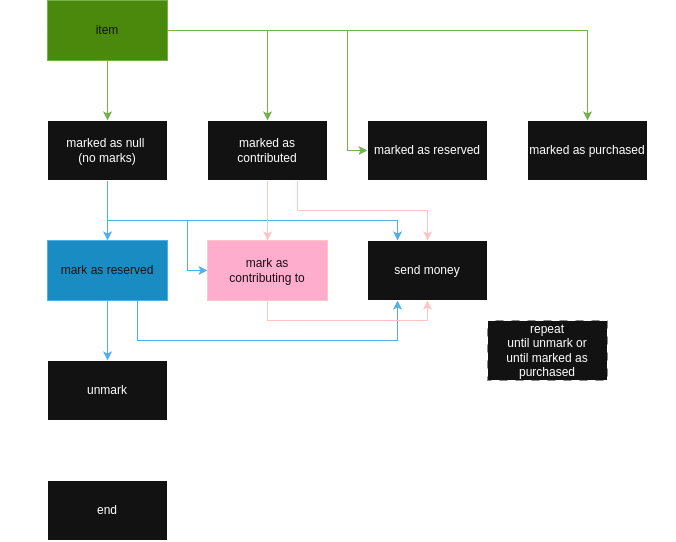 item
marked as null
(no marks)
marked as
contributed
marked as reserved
marked as purchased
mark as reserved
mark as
contributing to
send money
repeat
until unmark or
until marked as
purchased
unmark
end